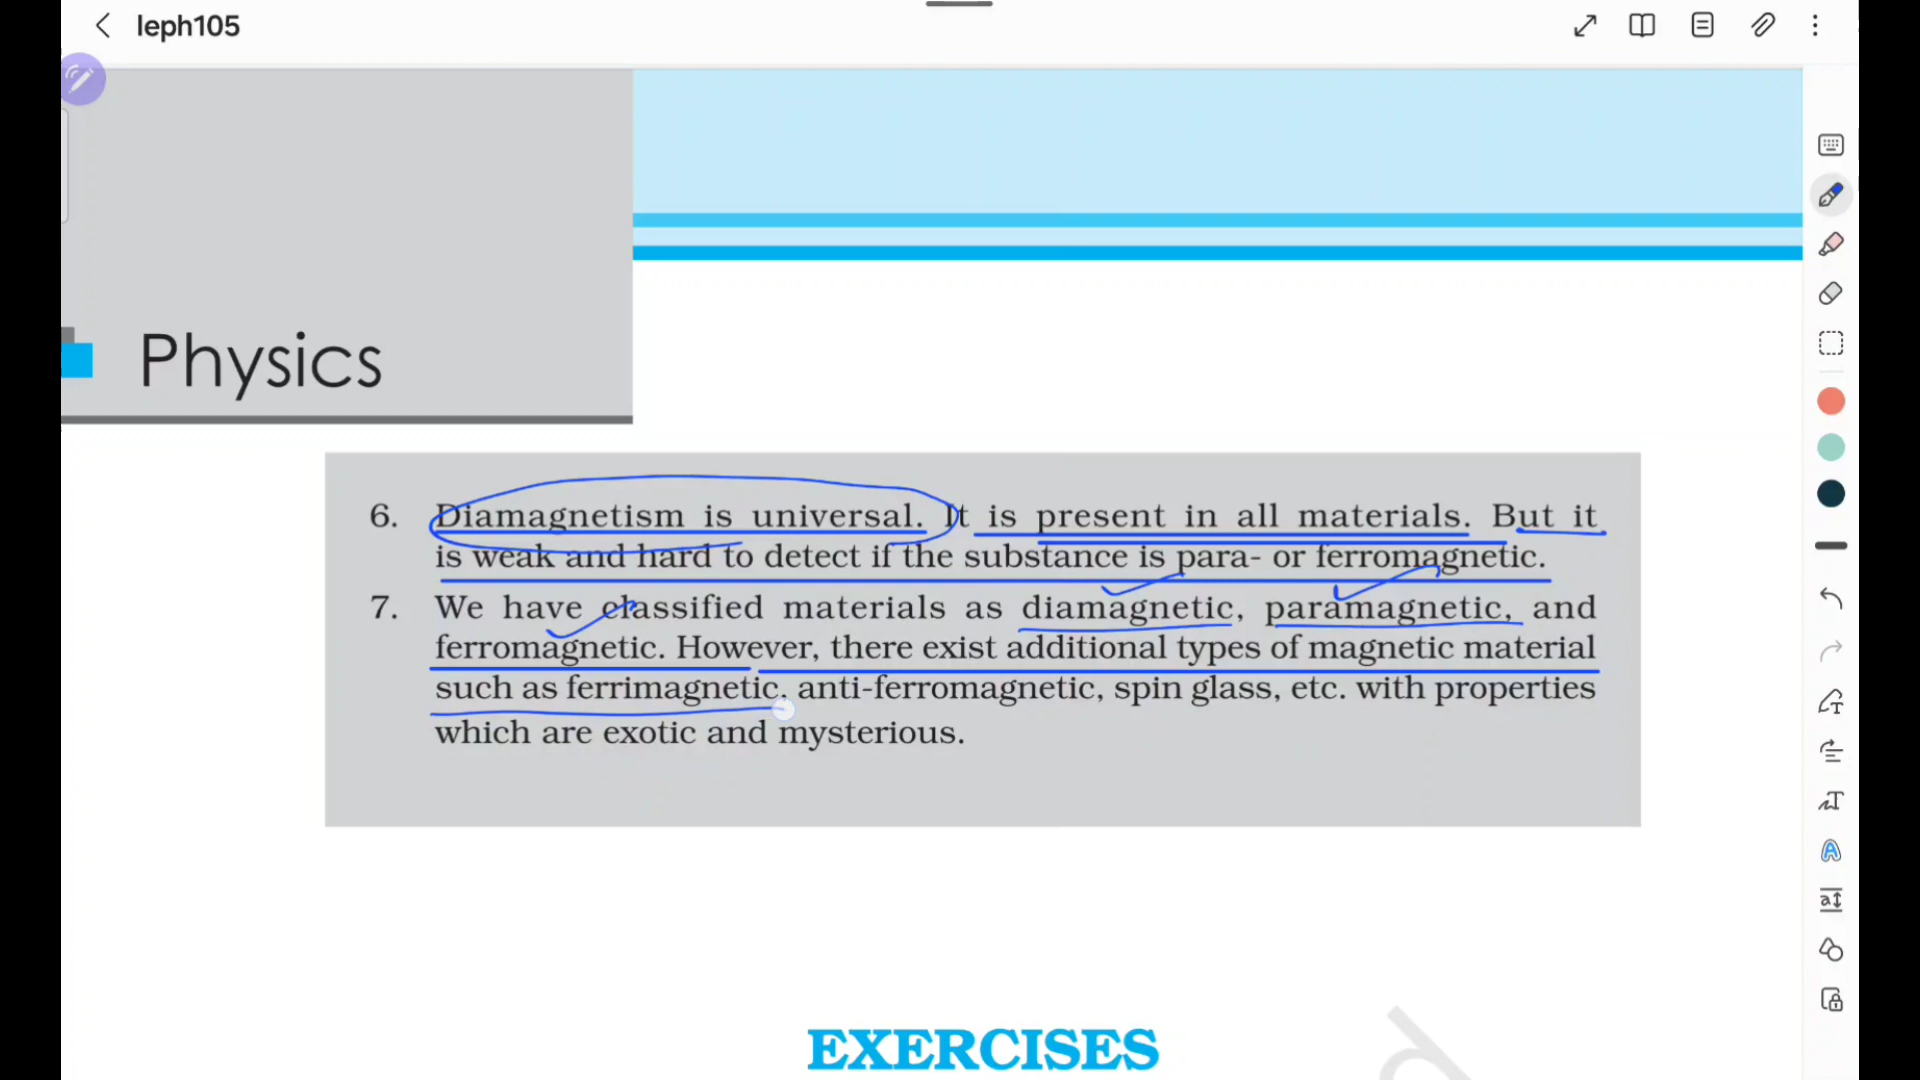 leph105
Physics
6. Diamagnetism is universal. It is present in all materials. But it
is weak and hard to detect if the substance is para- or ferromagnetic.
7. We have classified materials as diamagnetic, paramagnetic, and
ferromagnetic. However, there exist additional types of magnetic material
such as ferrimagnetic, anti-ferromagnetic, spin glass, etc. with properties
which are exotic and mysterious.
EXERCISES
d